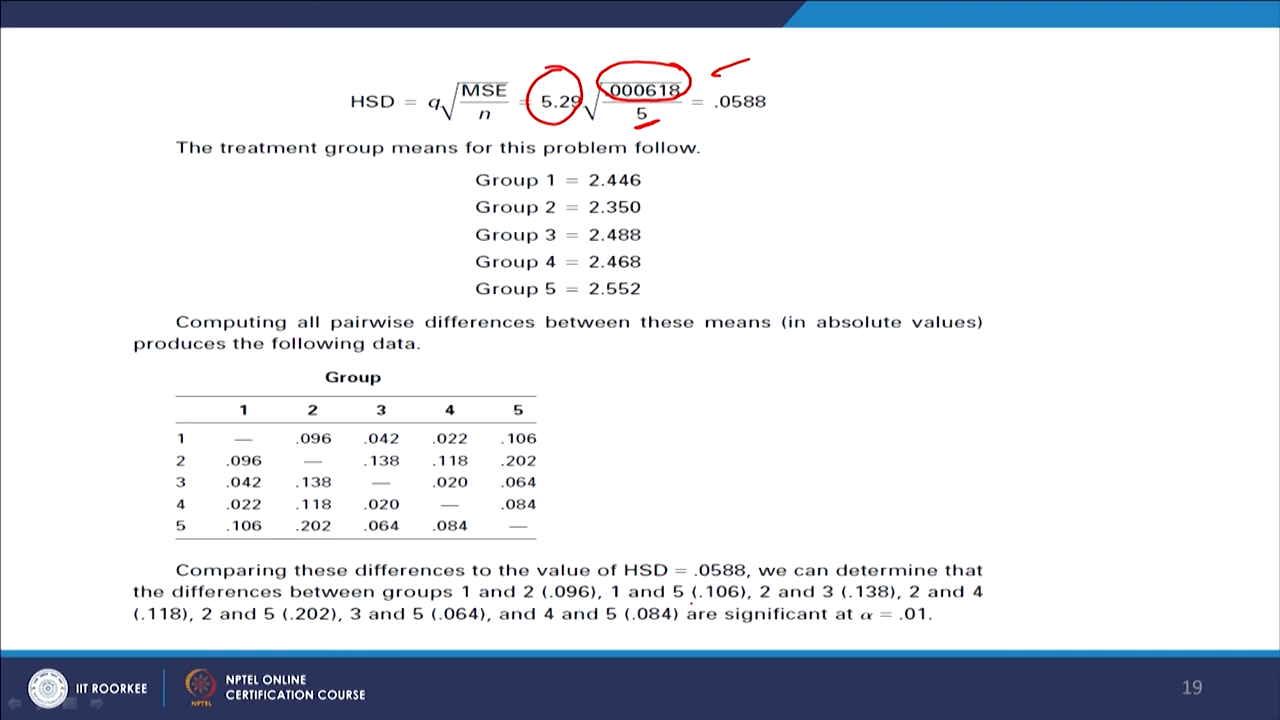 HSD = q√MSE/n = 5.29√.000618/5 = .0588
The treatment group means for this problem follow.
Group 1 = 2.446
Group 2 = 2.350
Group 3 = 2.488
Group 4 = 2.468
Group 5 = 2.552
Computing all pairwise differences between these means (in absolute values)
produces the following data.
Group
1 2 3 4 5
1 — .096 .042 .022 .106
2 .096 — .138 .118 .202
3 .042 .138 — .020 .064
4 .022 .118 .020 — .084
5 .106 .202 .064 .084 —
Comparing these differences to the value of HSD = .0588, we can determine that
the differences between groups 1 and 2 (.096), 1 and 5 (.106), 2 and 3 (.138), 2 and 4
(.118), 2 and 5 (.202), 3 and 5 (.064), and 4 and 5 (.084) are significant at α = .01.
IIT ROORKEE
NPTEL
NPTEL ONLINE
CERTIFICATION COURSE
19